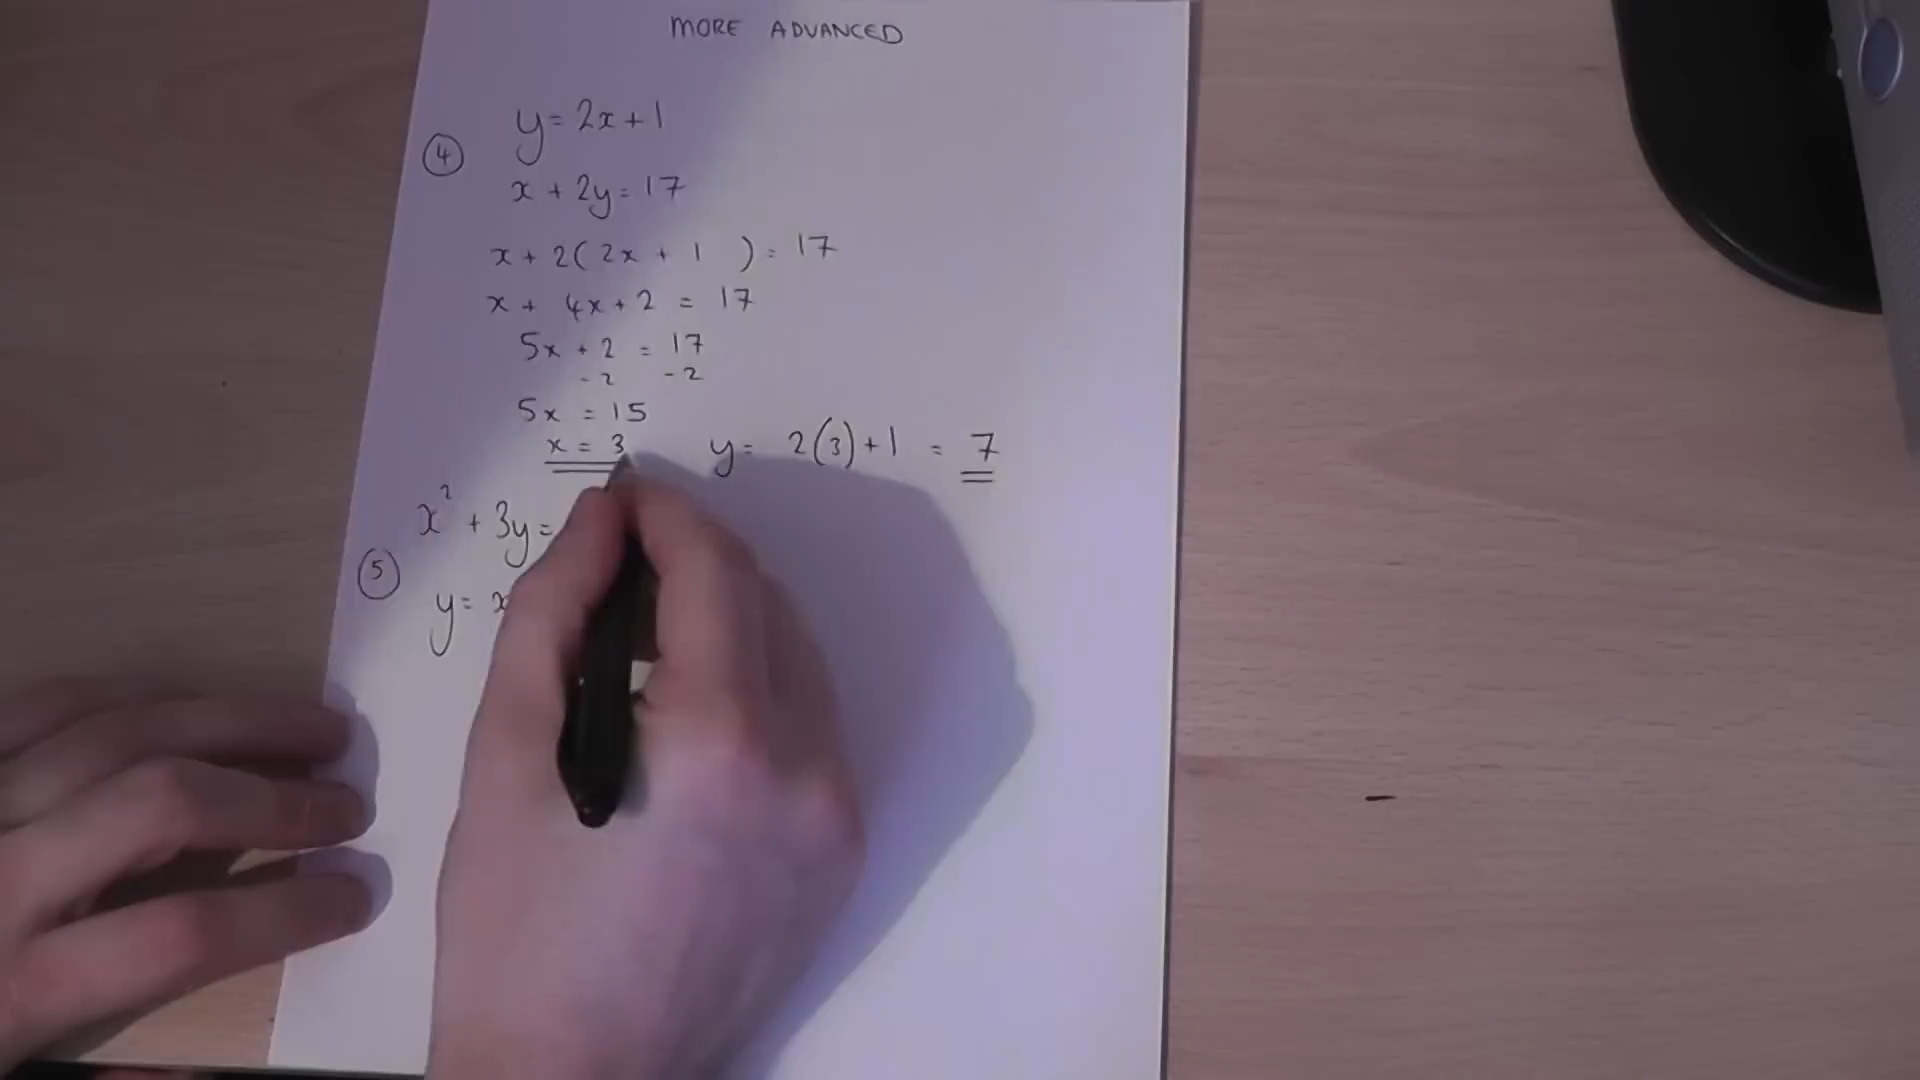 MORE ADVANCED
④
y = 2x + 1
x + 2y = 17
x + 2( 2x + 1 ) = 17
x + 4x + 2 = 17
5x + 2 = 17
- 2 - 2
5x = 15
x = 3 y = 2(3) + 1 = 7
x² + 3y =
⑤
y = x